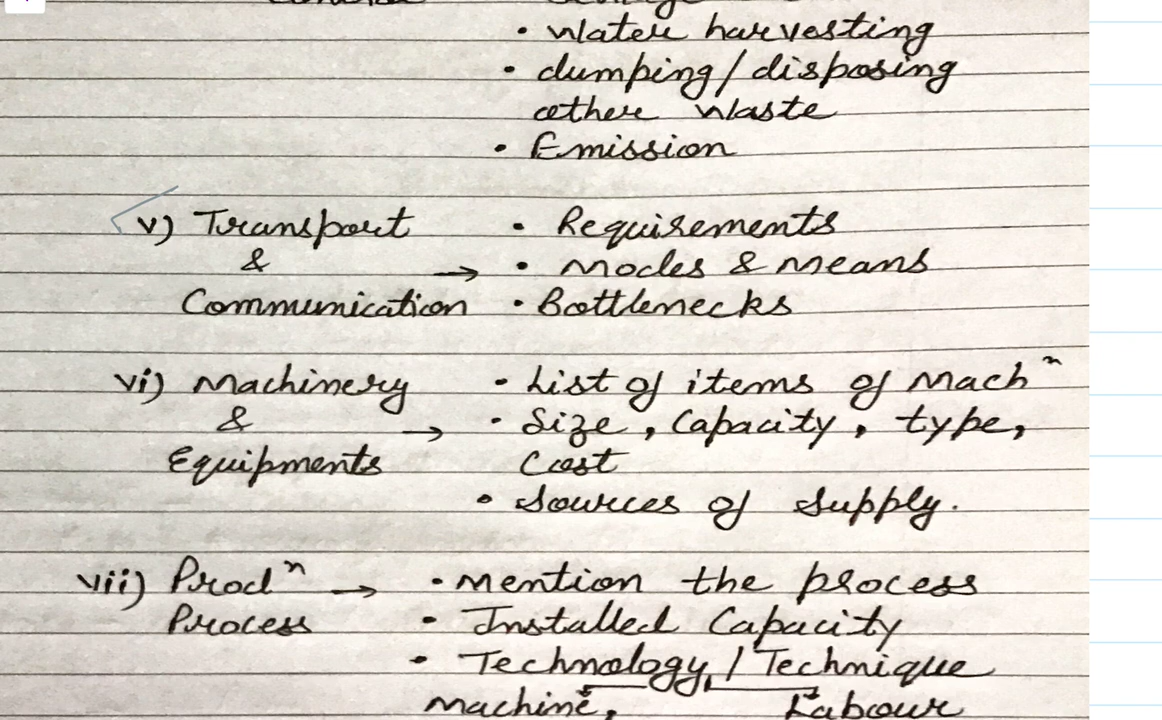 • Water harvesting
• dumping/disposing
other waste
• Emission
v) Transport • Requirements
& → • Modes & Means
Communication • Bottlenecks
vi) Machinery • List of items of Machⁿ
& → • Size, Capacity, type,
Equipments Cost
• Sources of Supply.
vii) Prodⁿ → • Mention the process
Process • Installed Capacity
• Technology / Technique
Machine, Labour